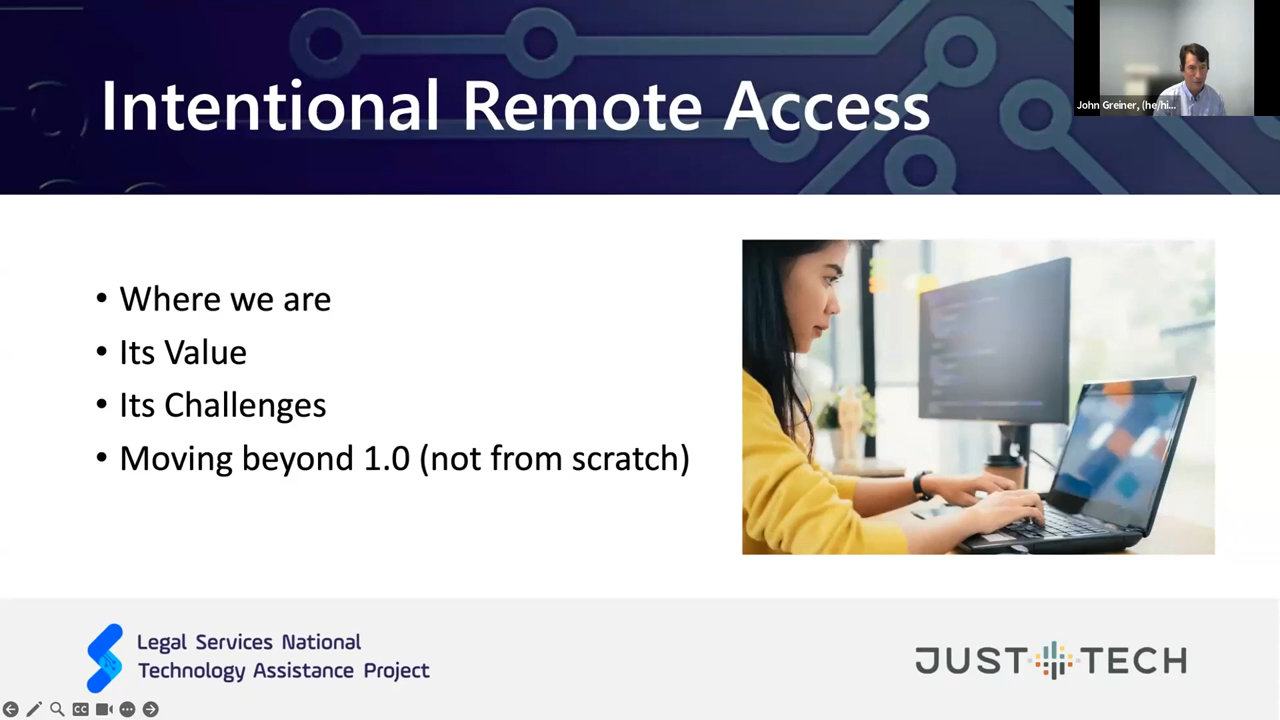 Intentional Remote Access
John Greiner, (he/hi...
• Where we are
• Its Value
• Its Challenges
• Moving beyond 1.0 (not from scratch)
Legal Services National
Technology Assistance Project
JUST TECH
CC